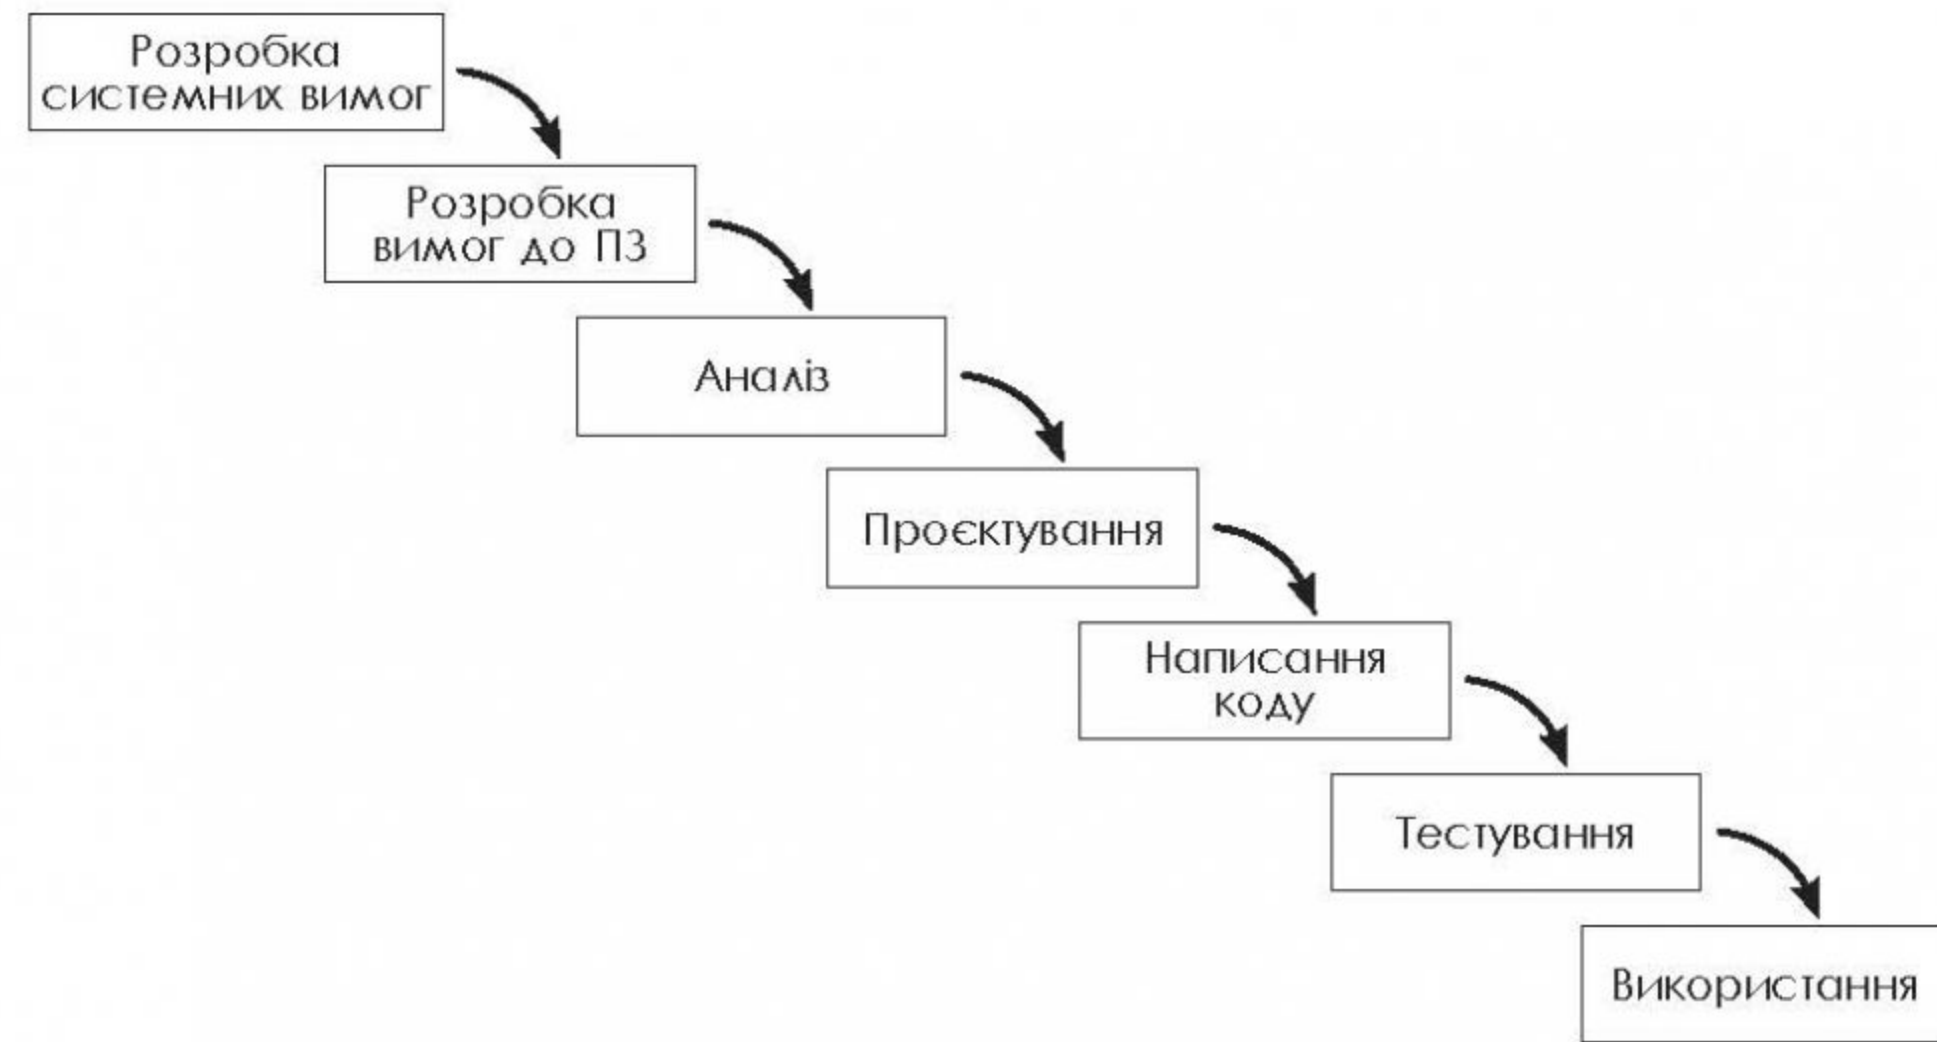 Розробка
системних вимог
Розробка
вимог до ПЗ
Аналіз
Проєктування
Написання
коду
Тестування
Використання